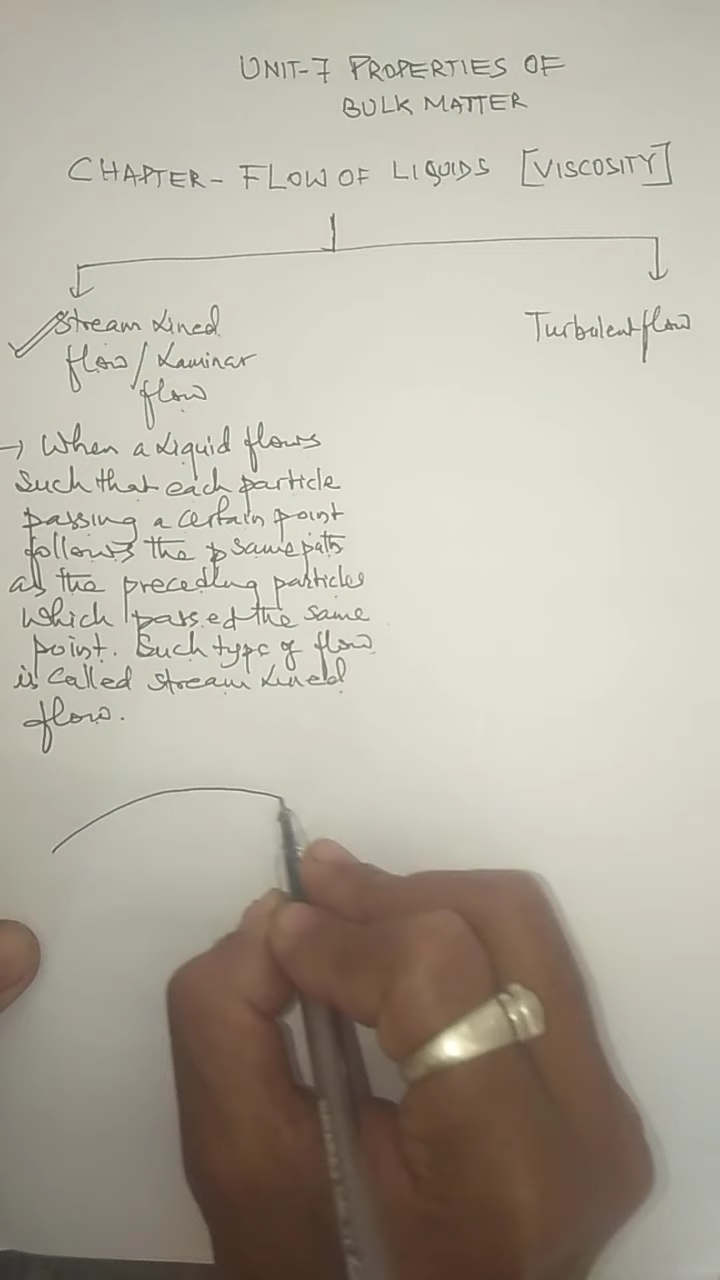 UNIT-7 PROPERTIES OF
BULK MATTER
CHAPTER- FLOW OF LIQUIDS [VISCOSITY]
Stream Lined
flow/Laminar
flow
Turbulent flow
→ When a Liquid flows
Such that each particle
passing a certain point
follows the same path
as the preceding particles
which passed the same
point. Such type of flow
is called stream Lined
flow.